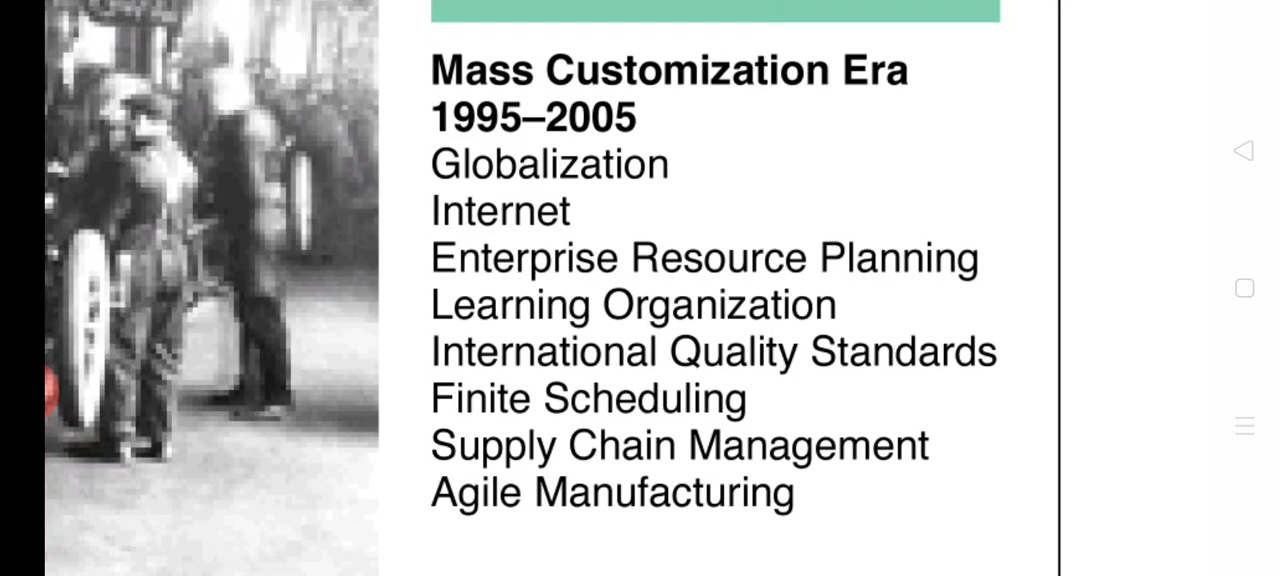 Mass Customization Era
1995–2005
Globalization
Internet
Enterprise Resource Planning
Learning Organization
International Quality Standards
Finite Scheduling
Supply Chain Management
Agile Manufacturing